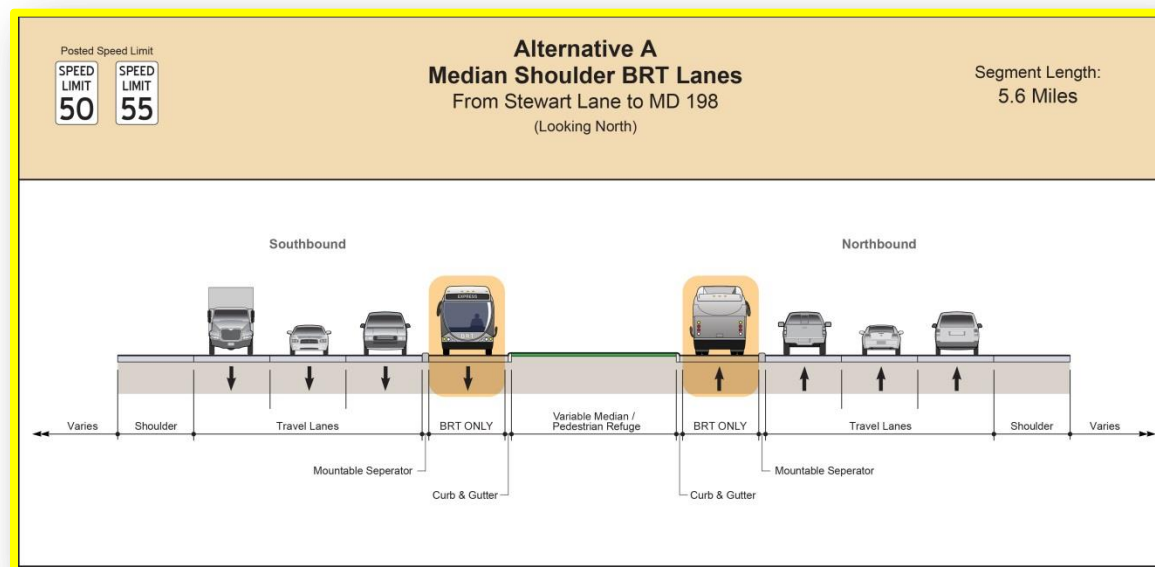 Posted Speed Limit
SPEED
LIMIT
50
SPEED
LIMIT
55
Alternative A
Median Shoulder BRT Lanes
From Stewart Lane to MD 198
(Looking North)
Segment Length:
5.6 Miles
Southbound
Northbound
EXPRESS
Varies
Shoulder
Travel Lanes
BRT ONLY
Variable Median /
Pedestrian Refuge
BRT ONLY
Travel Lanes
Shoulder
Varies
Mountable Seperator
Mountable Seperator
Curb & Gutter
Curb & Gutter